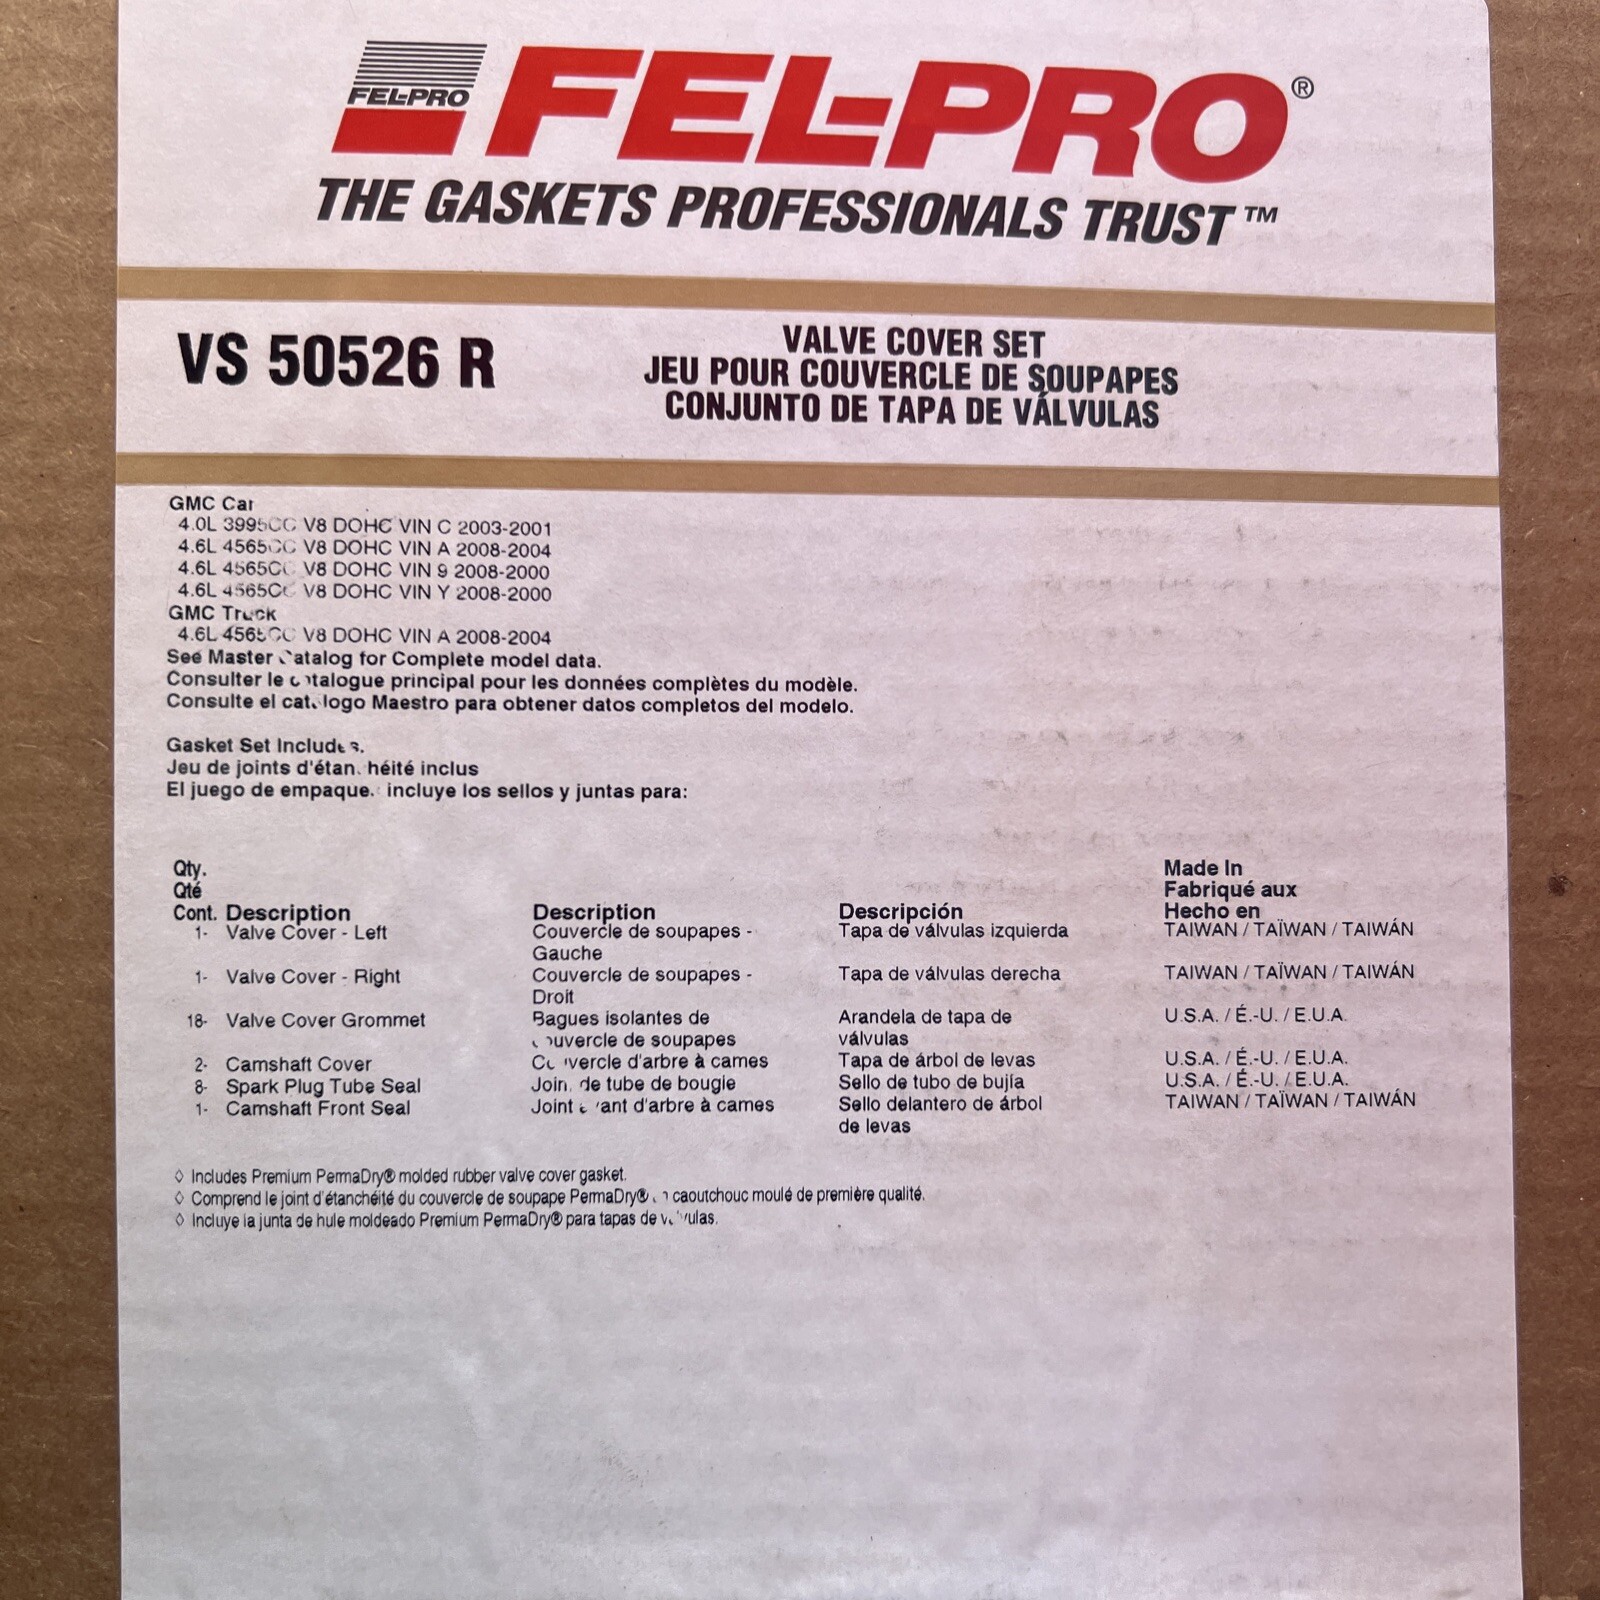 FEL-PRO
FEL-PRO®
THE GASKETS PROFESSIONALS TRUST™
VS 50526 R
VALVE COVER SET
JEU POUR COUVERCLE DE SOUPAPES
CONJUNTO DE TAPA DE VÁLVULAS
GMC Car
4.0L 3995CC V8 DOHC VIN C 2003-2001
4.6L 4565CC V8 DOHC VIN A 2008-2004
4.6L 4565CC V8 DOHC VIN 9 2008-2000
4.6L 4565CC V8 DOHC VIN Y 2008-2000
GMC Truck
4.6L 4565CC V8 DOHC VIN A 2008-2004
See Master Catalog for Complete model data.
Consulter le catalogue principal pour les données complètes du modèle.
Consulte el catalogo Maestro para obtener datos completos del modelo.
Gasket Set Includes.
Jeu de joints d'étanchéité inclus
El juego de empaque. incluye los sellos y juntas para:
Qty.
Qté
Cont. Description Description Descripción
Made In
Fabriqué aux
Hecho en
1- Valve Cover - Left Couvercle de soupapes - Tapa de válvulas izquierda TAIWAN / TAÏWAN / TAIWÁN
Gauche
1- Valve Cover - Right Couvercle de soupapes - Tapa de válvulas derecha TAIWAN / TAÏWAN / TAIWÁN
Droit
18- Valve Cover Grommet Bagues isolantes de Arandela de tapa de U.S.A. / É.-U. / E.U.A.
couvercle de soupapes válvulas
2- Camshaft Cover Couvercle d'arbre à cames Tapa de árbol de levas U.S.A. / É.-U. / E.U.A.
8- Spark Plug Tube Seal Joint de tube de bougie Sello de tubo de bujía U.S.A. / É.-U. / E.U.A.
1- Camshaft Front Seal Joint avant d'arbre à cames Sello delantero de árbol TAIWAN / TAÏWAN / TAIWÁN
de levas
◊ Includes Premium PermaDry® molded rubber valve cover gasket.
◊ Comprend le joint d'étanchéité du couvercle de soupape PermaDry® en caoutchouc moulé de première qualité.
◊ Incluye la junta de hule moldeado Premium PermaDry® para tapas de válvulas.